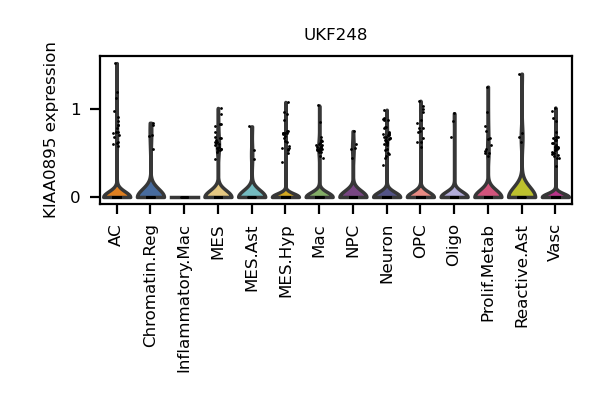 UKF248
KIAA0895 expression
1
0
AC
Chromatin.Reg
Inflammatory.Mac
MES
MES.Ast
MES.Hyp
Mac
NPC
Neuron
OPC
Oligo
Prolif.Metab
Reactive.Ast
Vasc